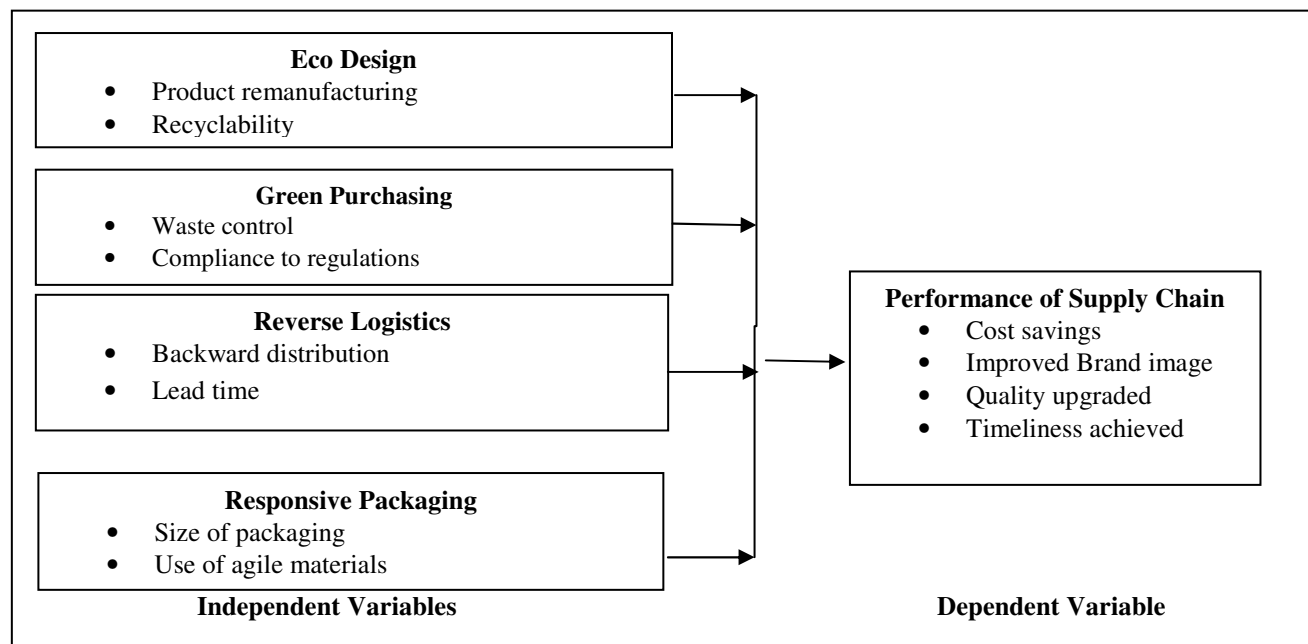 Eco Design
• Product remanufacturing
• Recyclability
Green Purchasing
• Waste control
• Compliance to regulations
Reverse Logistics
• Backward distribution
• Lead time
Responsive Packaging
• Size of packaging
• Use of agile materials
Independent Variables
Performance of Supply Chain
• Cost savings
• Improved Brand image
• Quality upgraded
• Timeliness achieved
Dependent Variable